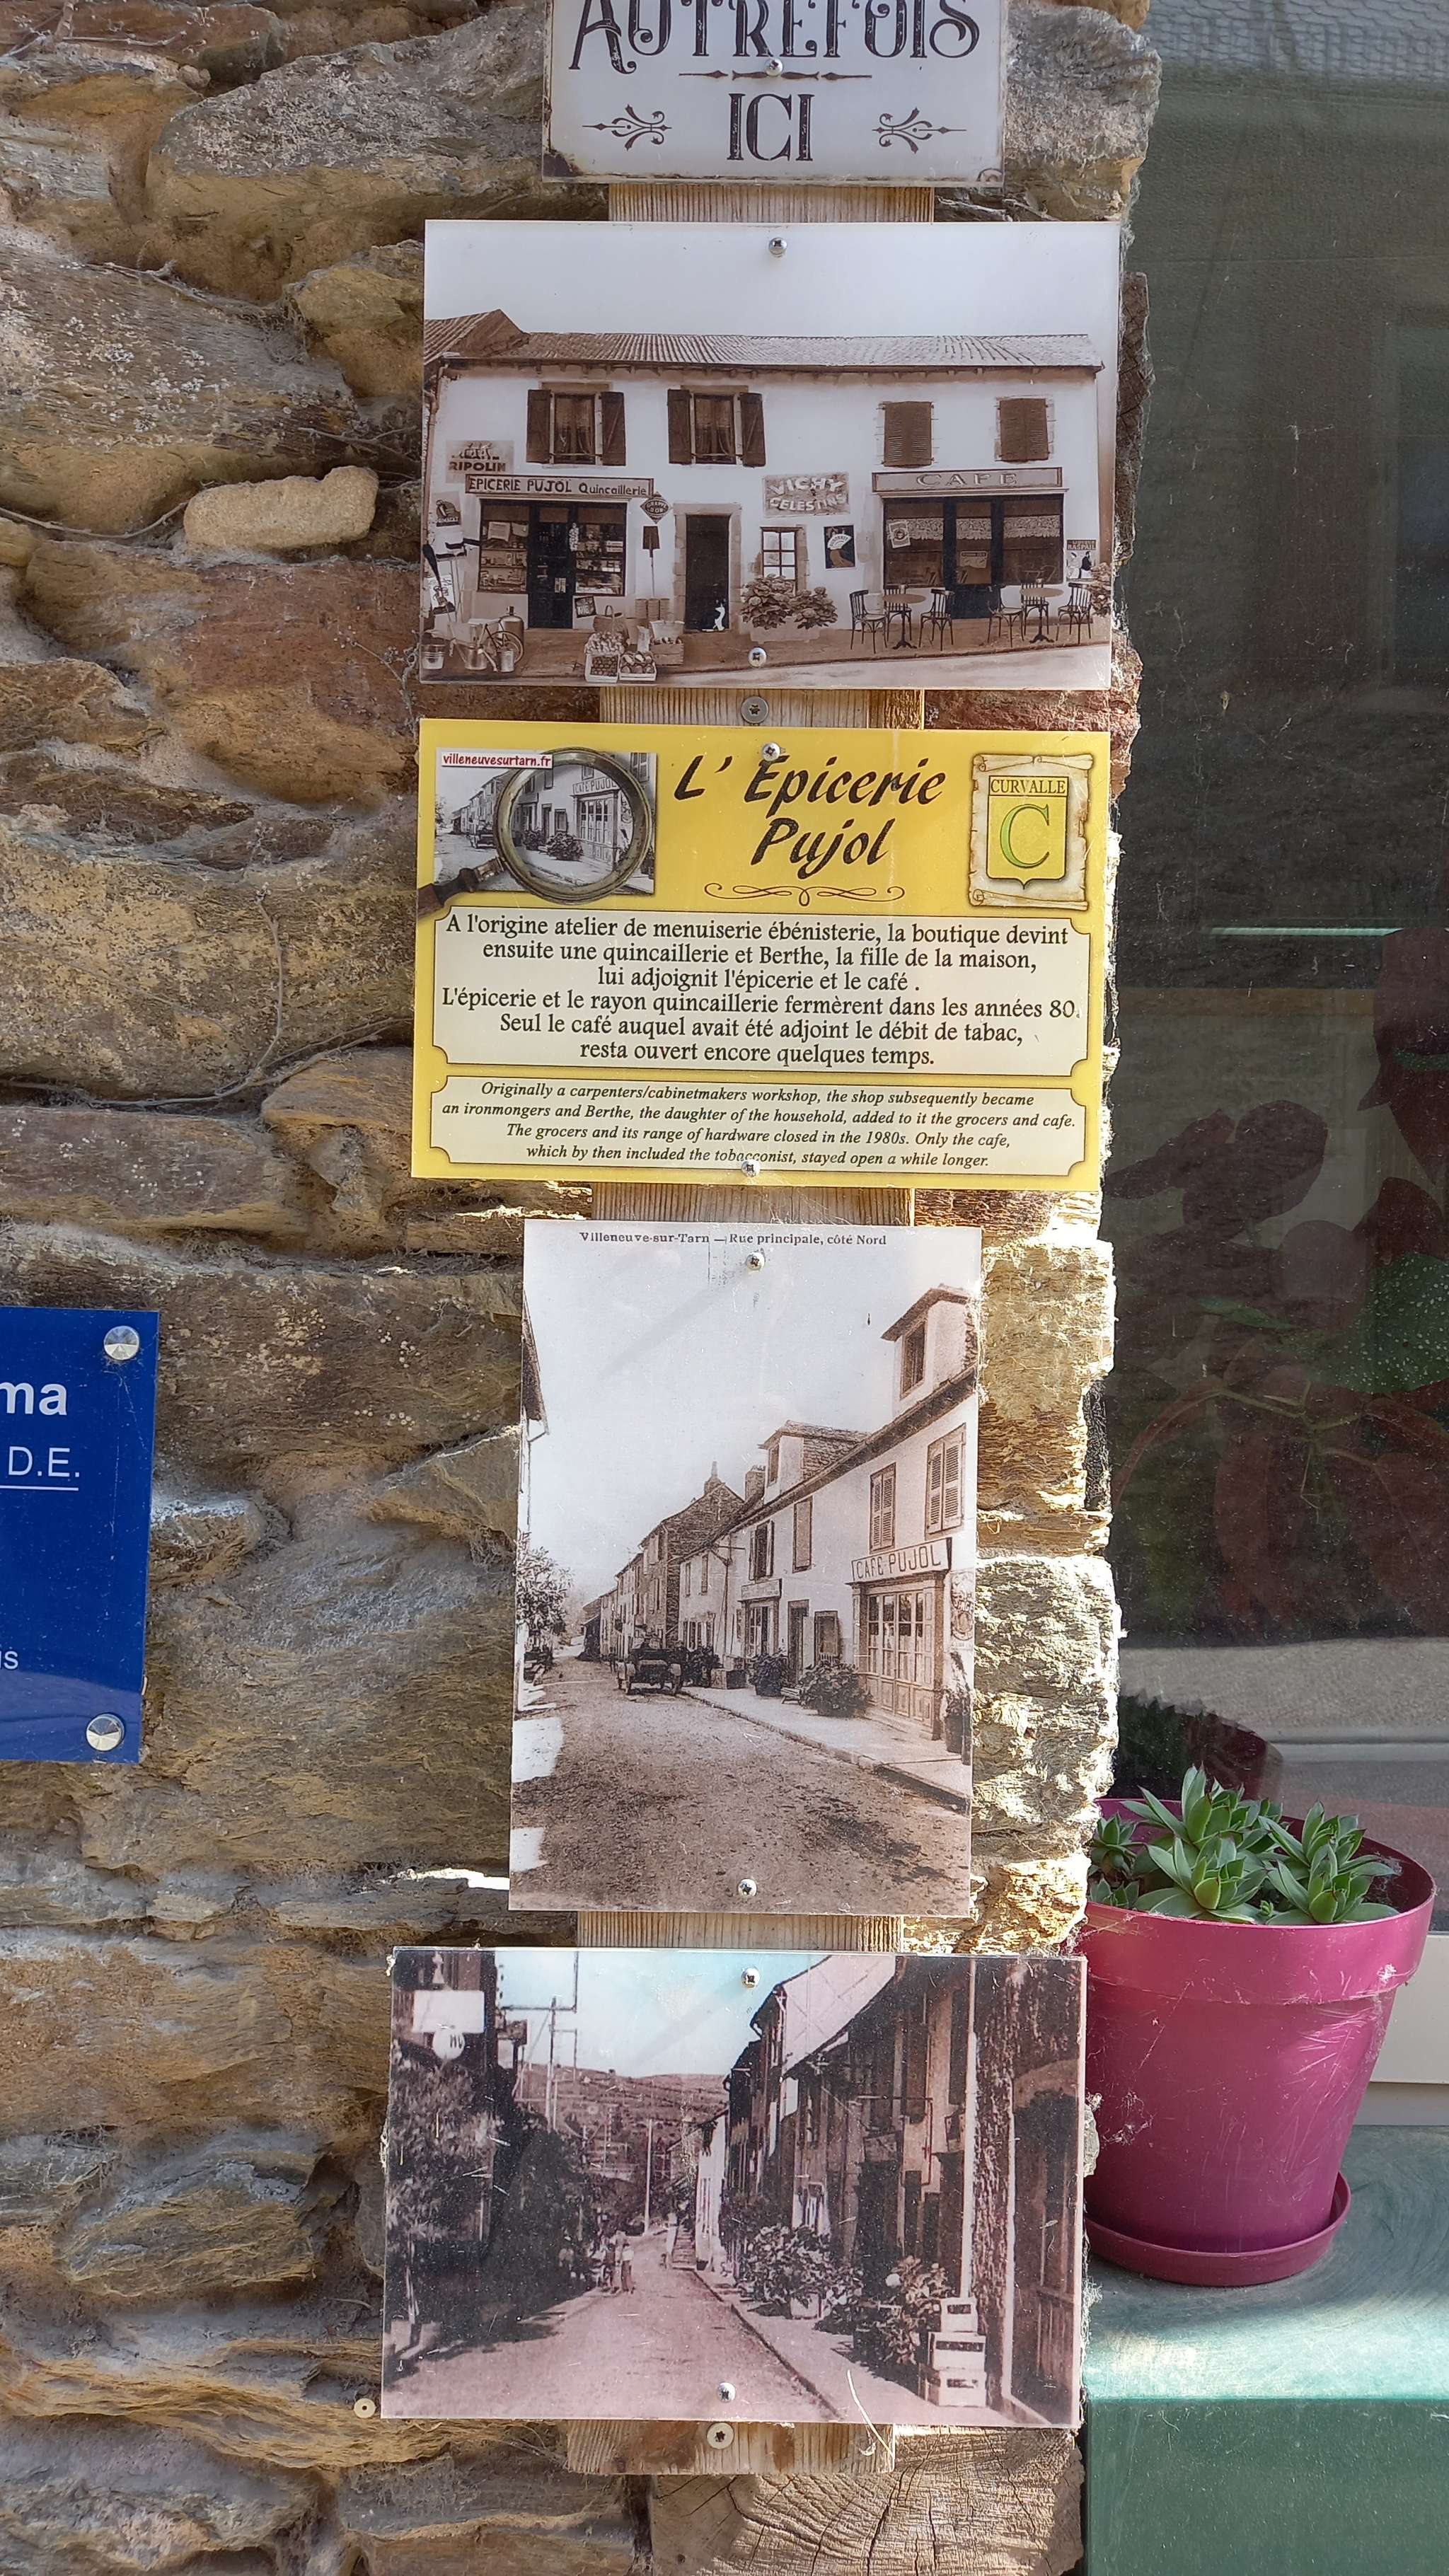 AUTREFOIS
ICI
RIPOLIN
EPICERIE PUJOL Quincaillerie
VICHY
CELESTINS
CAFE
RASPAIL
villeneuvesurtarn.fr
CAFE PUJOL
L' Epicerie
Pujol
CURVALLE
C
A l'origine atelier de menuiserie ébénisterie, la boutique devint
ensuite une quincaillerie et Berthe, la fille de la maison,
lui adjoignit l'épicerie et le café .
L'épicerie et le rayon quincaillerie fermèrent dans les années 80.
Seul le café auquel avait été adjoint le débit de tabac,
resta ouvert encore quelques temps.
Originally a carpenters/cabinetmakers workshop, the shop subsequently became
an ironmongers and Berthe, the daughter of the household, added to it the grocers and cafe.
The grocers and its range of hardware closed in the 1980s. Only the cafe,
which by then included the tobacconist, stayed open a while longer.
Villeneuve-sur-Tarn — Rue principale, côté Nord
CAFE PUJOL
ma
D.E.
s